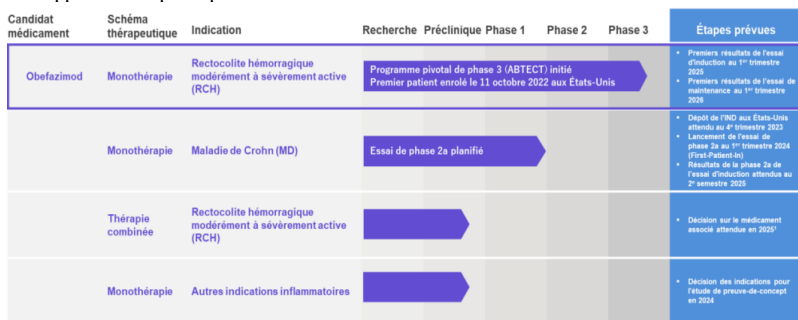 Candidat médicament
Schéma thérapeutique
Indication
Recherche
Préclinique
Phase 1
Phase 2
Phase 3
Étapes prévues
Obefazimod
Monothérapie
Rectocolite hémorragique
modérément à sévèrement active
(RCH)
Programme pivotal de phase 3 (ABTECT) initié
Premier patient enrolé le 11 octobre 2022 aux États-Unis
• Premiers résultats de l'essai
d'induction au 1er trimestre
2025
• Premiers résultats de l'essai de
maintenance au 1er trimestre
2026
Monothérapie
Maladie de Crohn (MD)
Essai de phase 2a planifié
• Dépôt de l'IND aux États-Unis
attendu au 4e trimestre 2023
• Lancement de l'essai de
phase 2a au 1er trimestre 2024
(First-Patient-In)
• Résultats de la phase 2a de
l'essai d'induction attendus au
2e semestre 2025
Thérapie
combinée
Rectocolite hémorragique
modérément à sévèrement active
(RCH)
• Décision sur le médicament
associé attendue en 2025¹
Monothérapie
Autres indications inflammatoires
• Décision des indications pour
l'étude de preuve-de-concept
en 2024